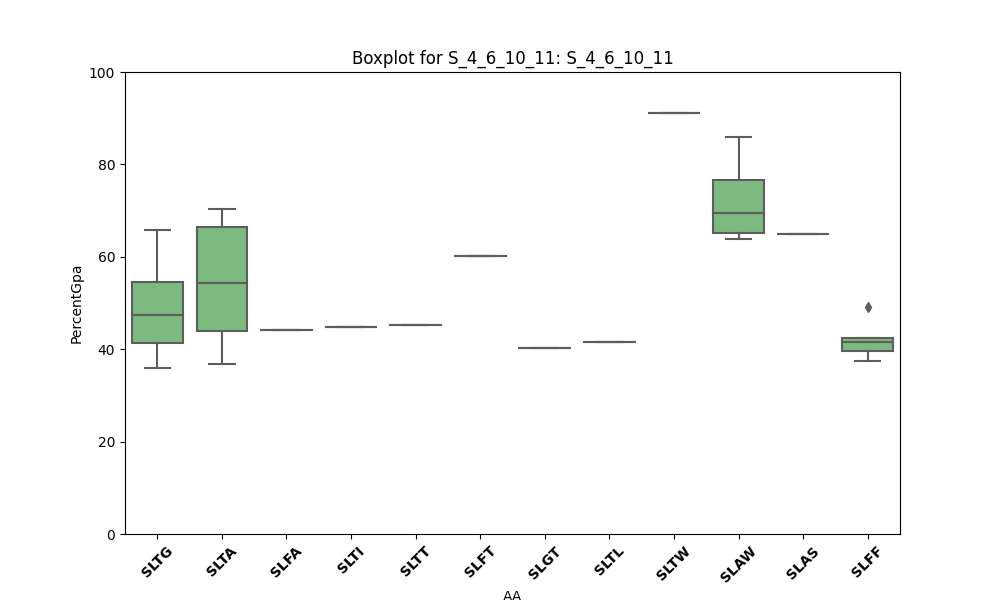 Boxplot for S_4_6_10_11: S_4_6_10_11
100
80
60
40
20
0
PercentGpa
SLTG SLTA SLFA SLTI SLTT SLFT SLGT SLTL SLTW SLAW SLAS SLFF
AA